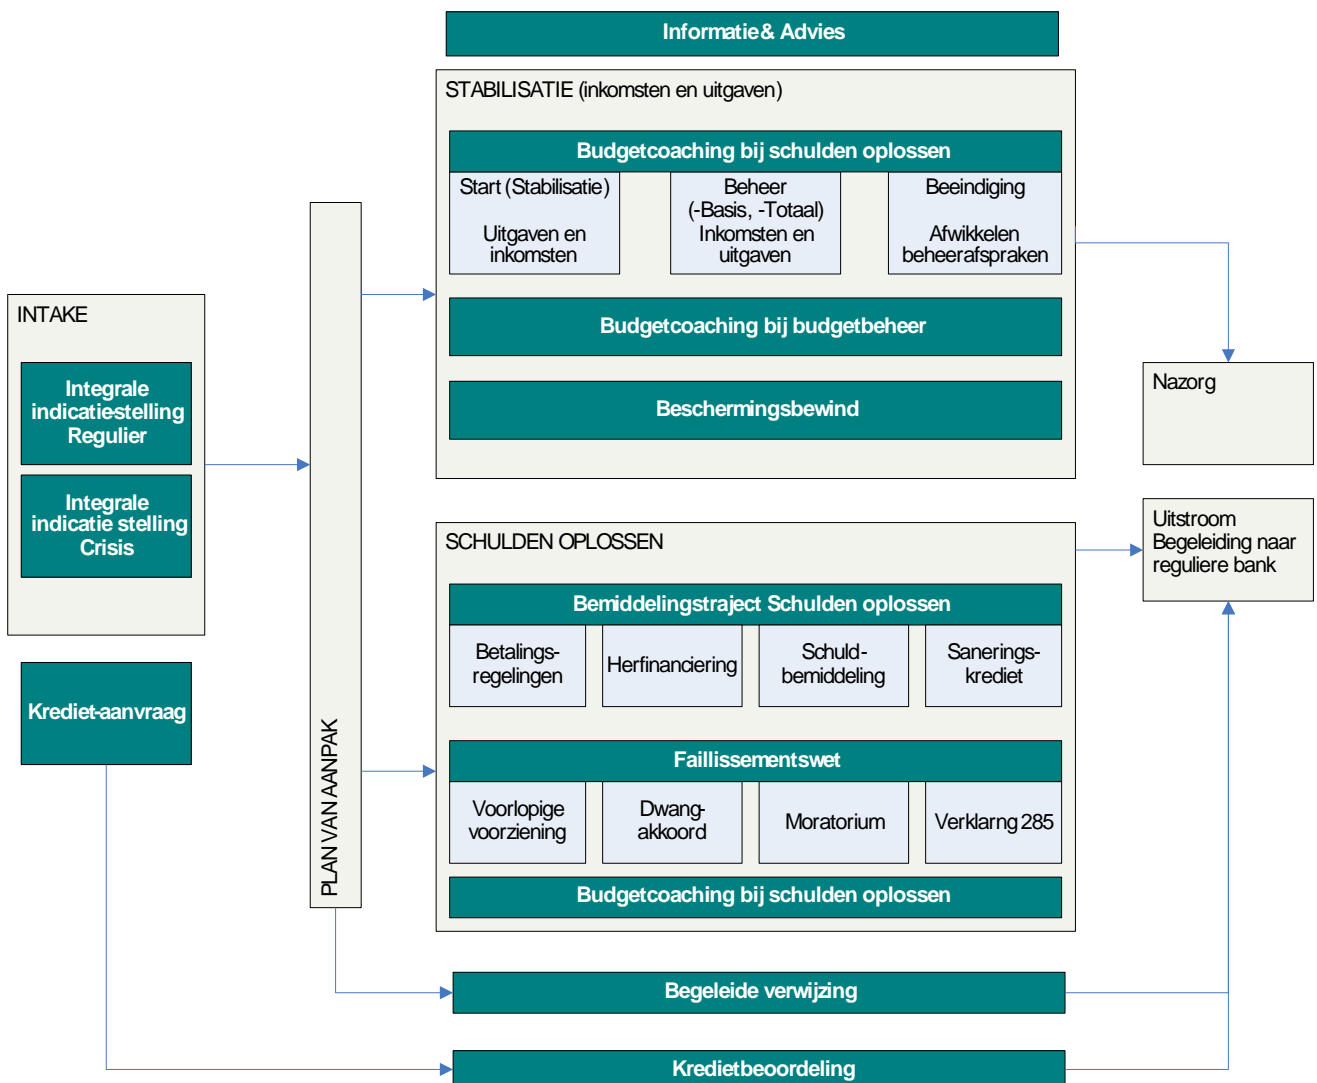 Informatie& Advies
STABILISATIE (inkomsten en uitgaven)
Budgetcoaching bij schulden oplossen
Start (Stabilisatie)
Uitgaven en
inkomsten
Beheer
(-Basis, -Totaal)
Inkomsten en
uitgaven
Beeindiging
Afwikkelen
beheerafspraken
Budgetcoaching bij budgetbeheer
Beschermingsbewind
INTAKE
Integrale
indicatie-stelling
Regulier
Integrale
indicatie stelling
Crisis
Krediet-aanvraag
PLAN VAN AANPAK
SCHULDEN OPLOSSEN
Bemiddelingstraject Schulden oplossen
Betalings-
regelingen
Herfinanciering
Schuld-
bemiddeling
Sanerings-
krediet
Faillissementswet
Voorlopige
voorziening
Dwang-
akkoord
Moratorium
Verklarng 285
Budgetcoaching bij schulden oplossen
Begeleide verwijzing
Kredietbeoordeling
Nazorg
Uitstroom
Begeleiding naar
reguliere bank